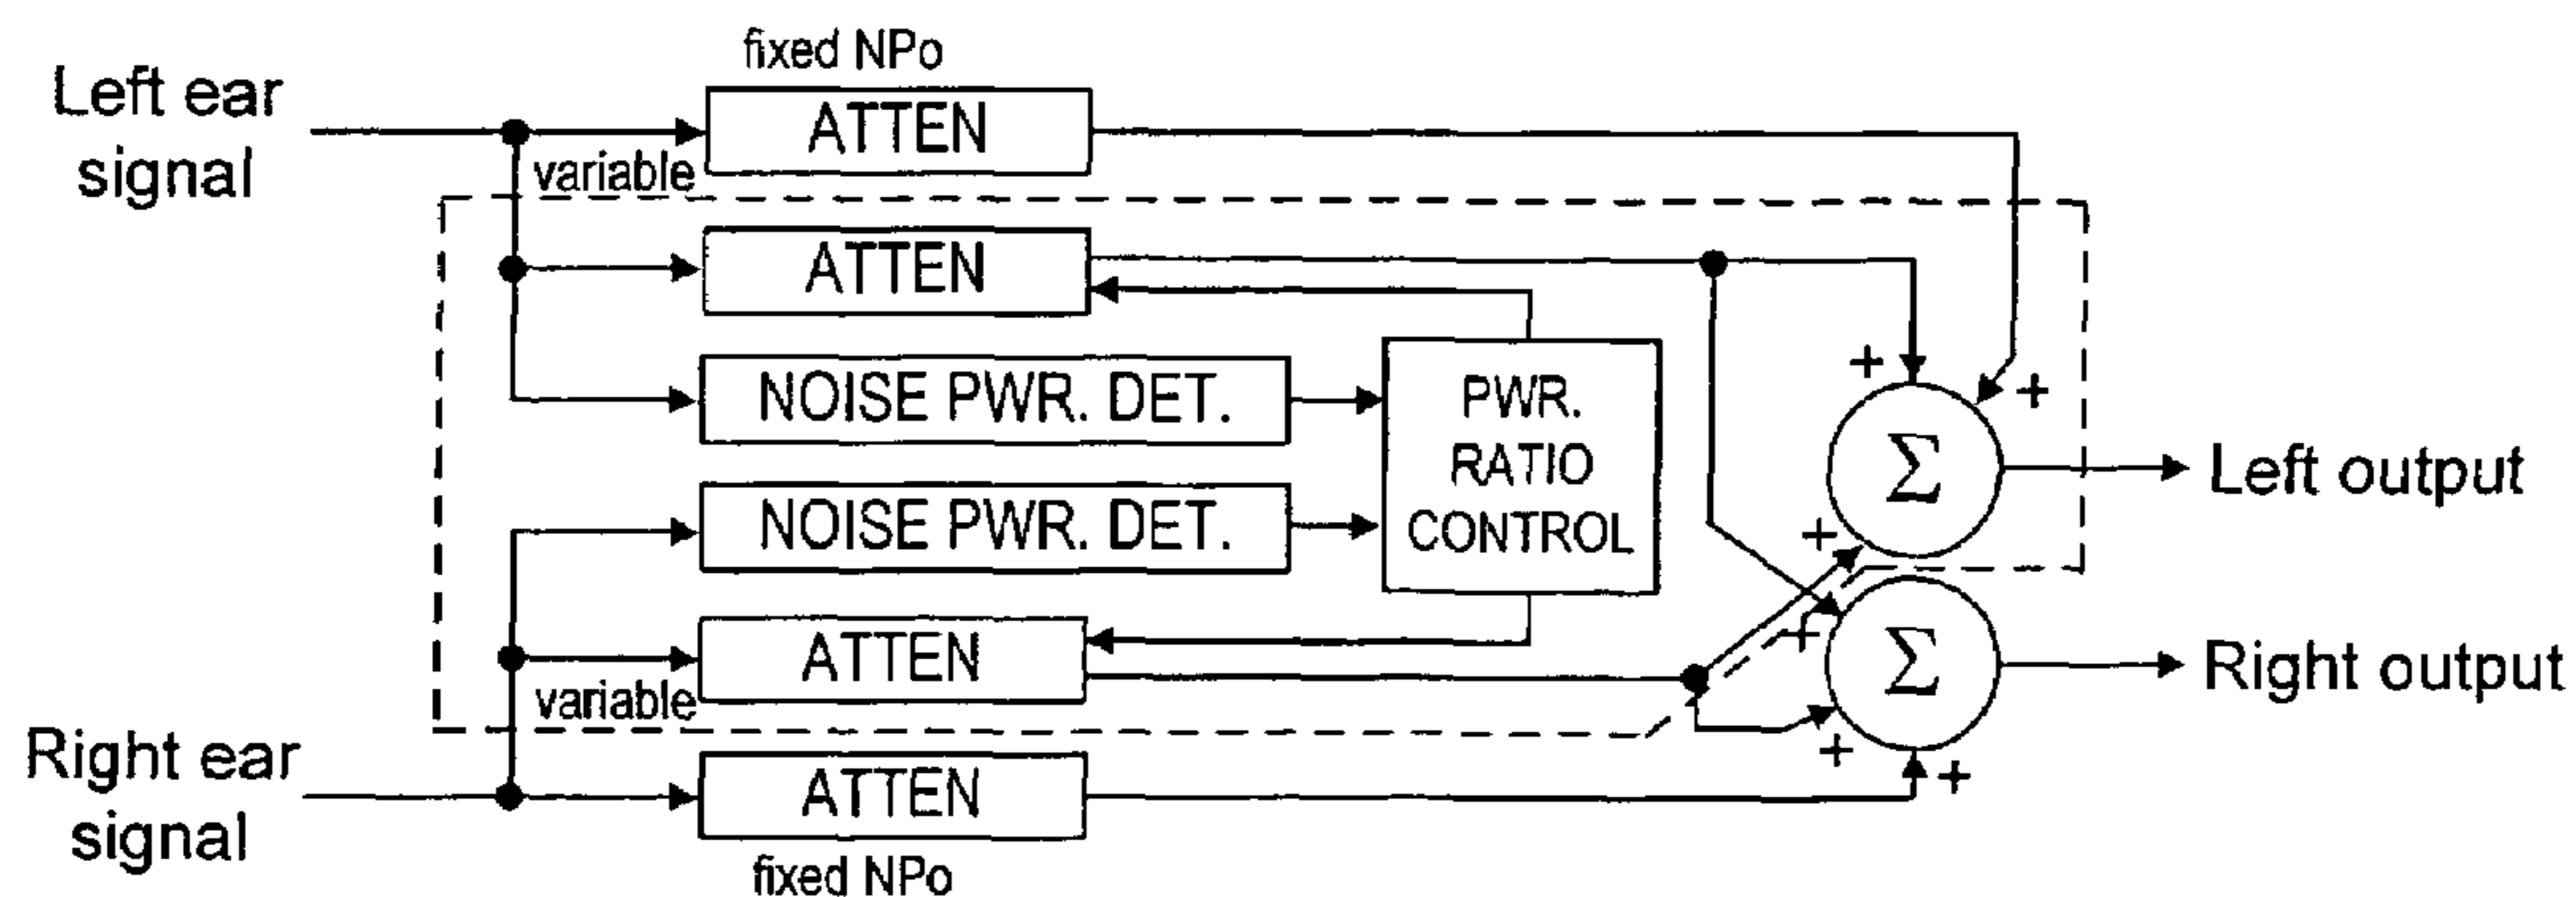 fixed NPo
Left ear
signal
ATTEN
variable
ATTEN
+
+
NOISE PWR. DET.
PWR.
RATIO
CONTROL
Σ
Left output
NOISE PWR. DET.
+
+
ATTEN
variable
Σ
Right output
+
+
Right ear
signal
ATTEN
fixed NPo